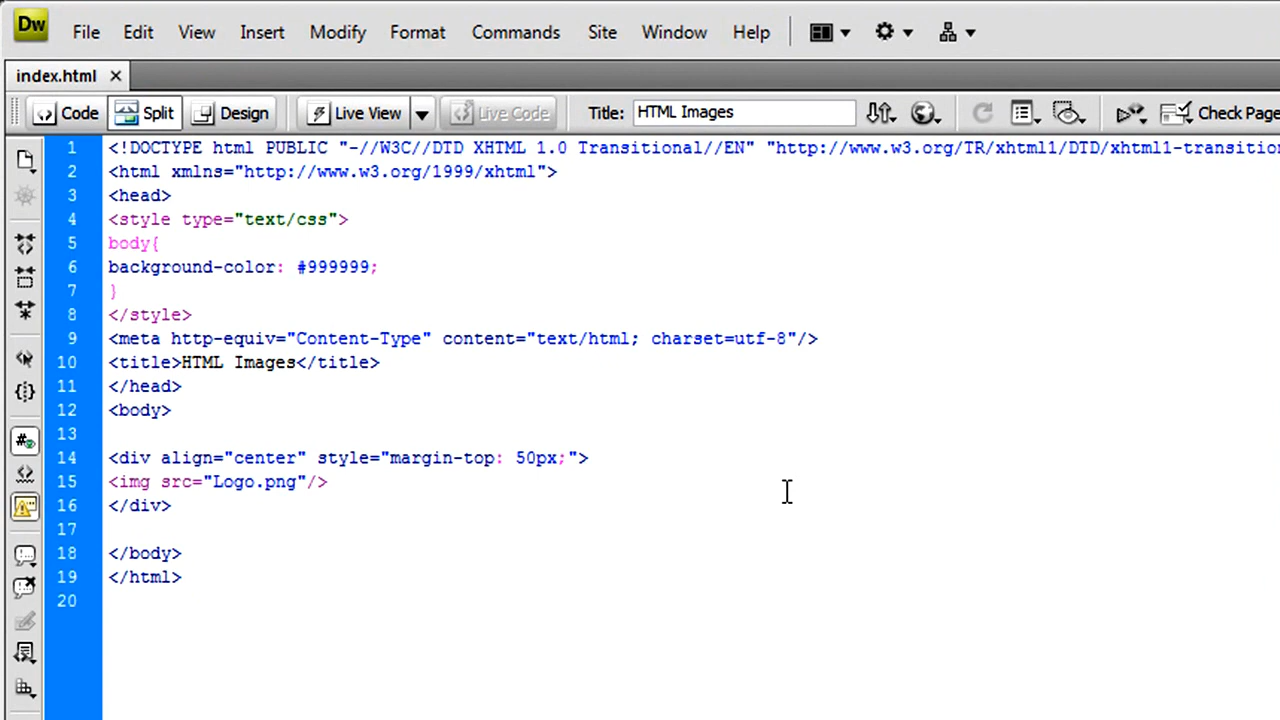 Dw File Edit View Insert Modify Format Commands Site Window Help
index.html
Code Split Design Live View Live Code Title: HTML Images Check Page
1 <!DOCTYPE html PUBLIC "-//W3C//DTD XHTML 1.0 Transitional//EN" "http://www.w3.org/TR/xhtml1/DTD/xhtml1-transition
2 <html xmlns="http://www.w3.org/1999/xhtml">
3 <head>
4 <style type="text/css">
5 body{
6 background-color: #999999;
7 }
8 </style>
9 <meta http-equiv="Content-Type" content="text/html; charset=utf-8"/>
10 <title>HTML Images</title>
11 </head>
12 <body>
13
14 <div align="center" style="margin-top: 50px;">
15 <img src="Logo.png"/>
16 </div>
17
18 </body>
19 </html>
20